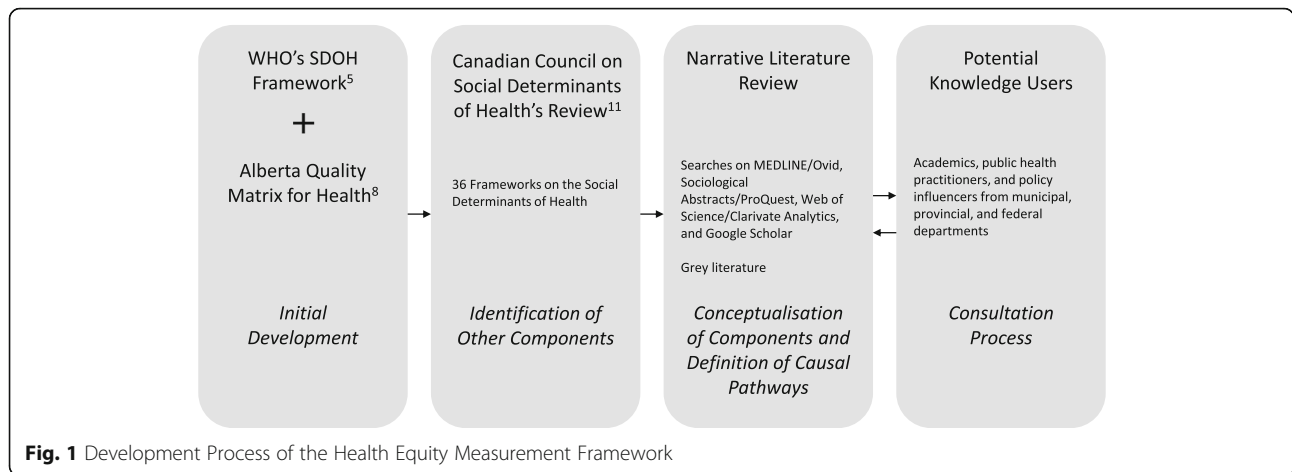 WHO's SDOH
Framework5
+
Alberta Quality
Matrix for Health8
Initial
Development
Canadian Council on
Social Determinants
of Health's Review11
36 Frameworks on the Social
Determinants of Health
Identification of
Other Components
Narrative Literature
Review
Searches on MEDLINE/Ovid,
Sociological
Abstracts/ProQuest, Web of
Science/Clarivate Analytics,
and Google Scholar
Grey literature
Conceptualisation
of Components and
Definition of Causal
Pathways
Potential
Knowledge Users
Academics, public health
practitioners, and policy
influencers from municipal,
provincial, and federal
departments
Consultation
Process
Fig. 1 Development Process of the Health Equity Measurement Framework